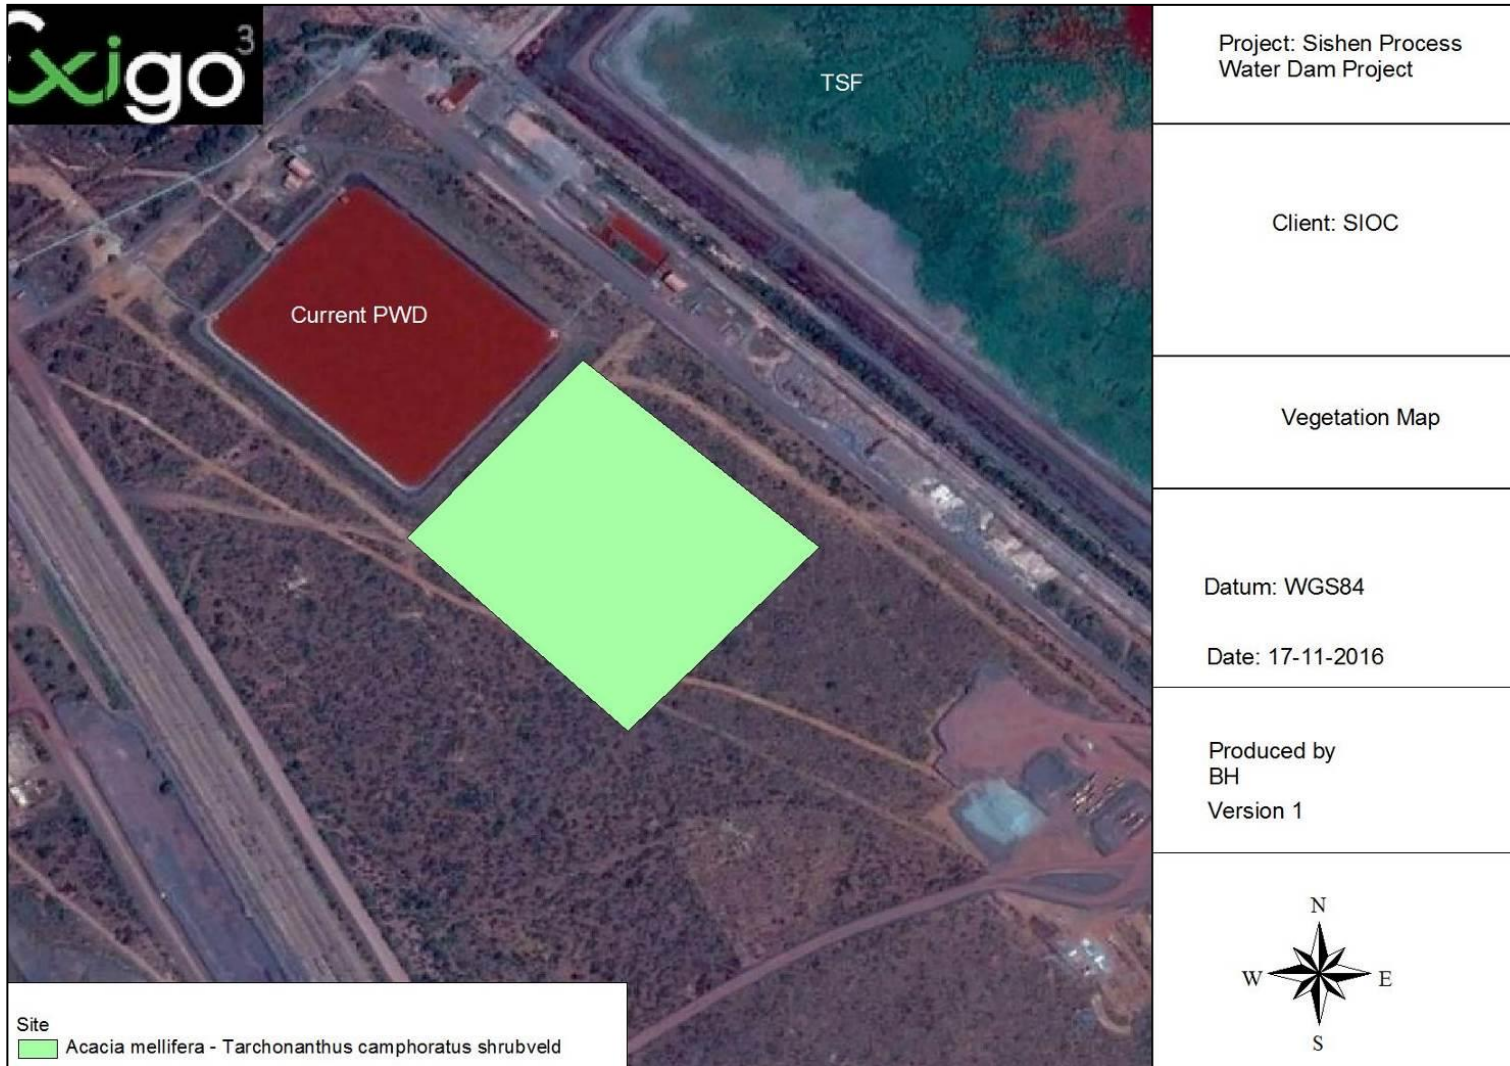 Exigo3
TSF
Current PWD
Project: Sishen Process
Water Dam Project
Client: SIOC
Vegetation Map
Datum: WGS84
Date: 17-11-2016
Produced by
BH
Version 1
N
W E
S
Site
Acacia mellifera - Tarchonanthus camphoratus shrubveld